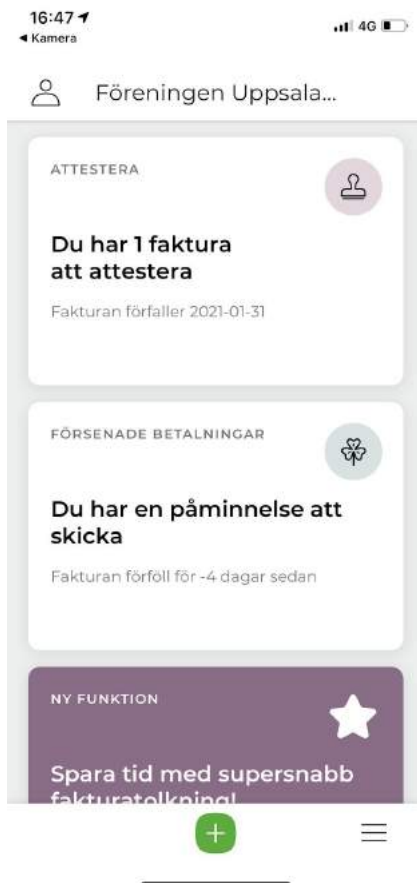 16:47
4G
Kamera
Föreningen Uppsala...
ATTESTERA
Du har 1 faktura
att attestera
Fakturan förfaller 2021-01-31
FÖRSENADE BETALNINGAR
Du har en påminnelse att
skicka
Fakturan förföll för -4 dagar sedan
NY FUNKTION
Spara tid med supersnabb
fakturatolkning!